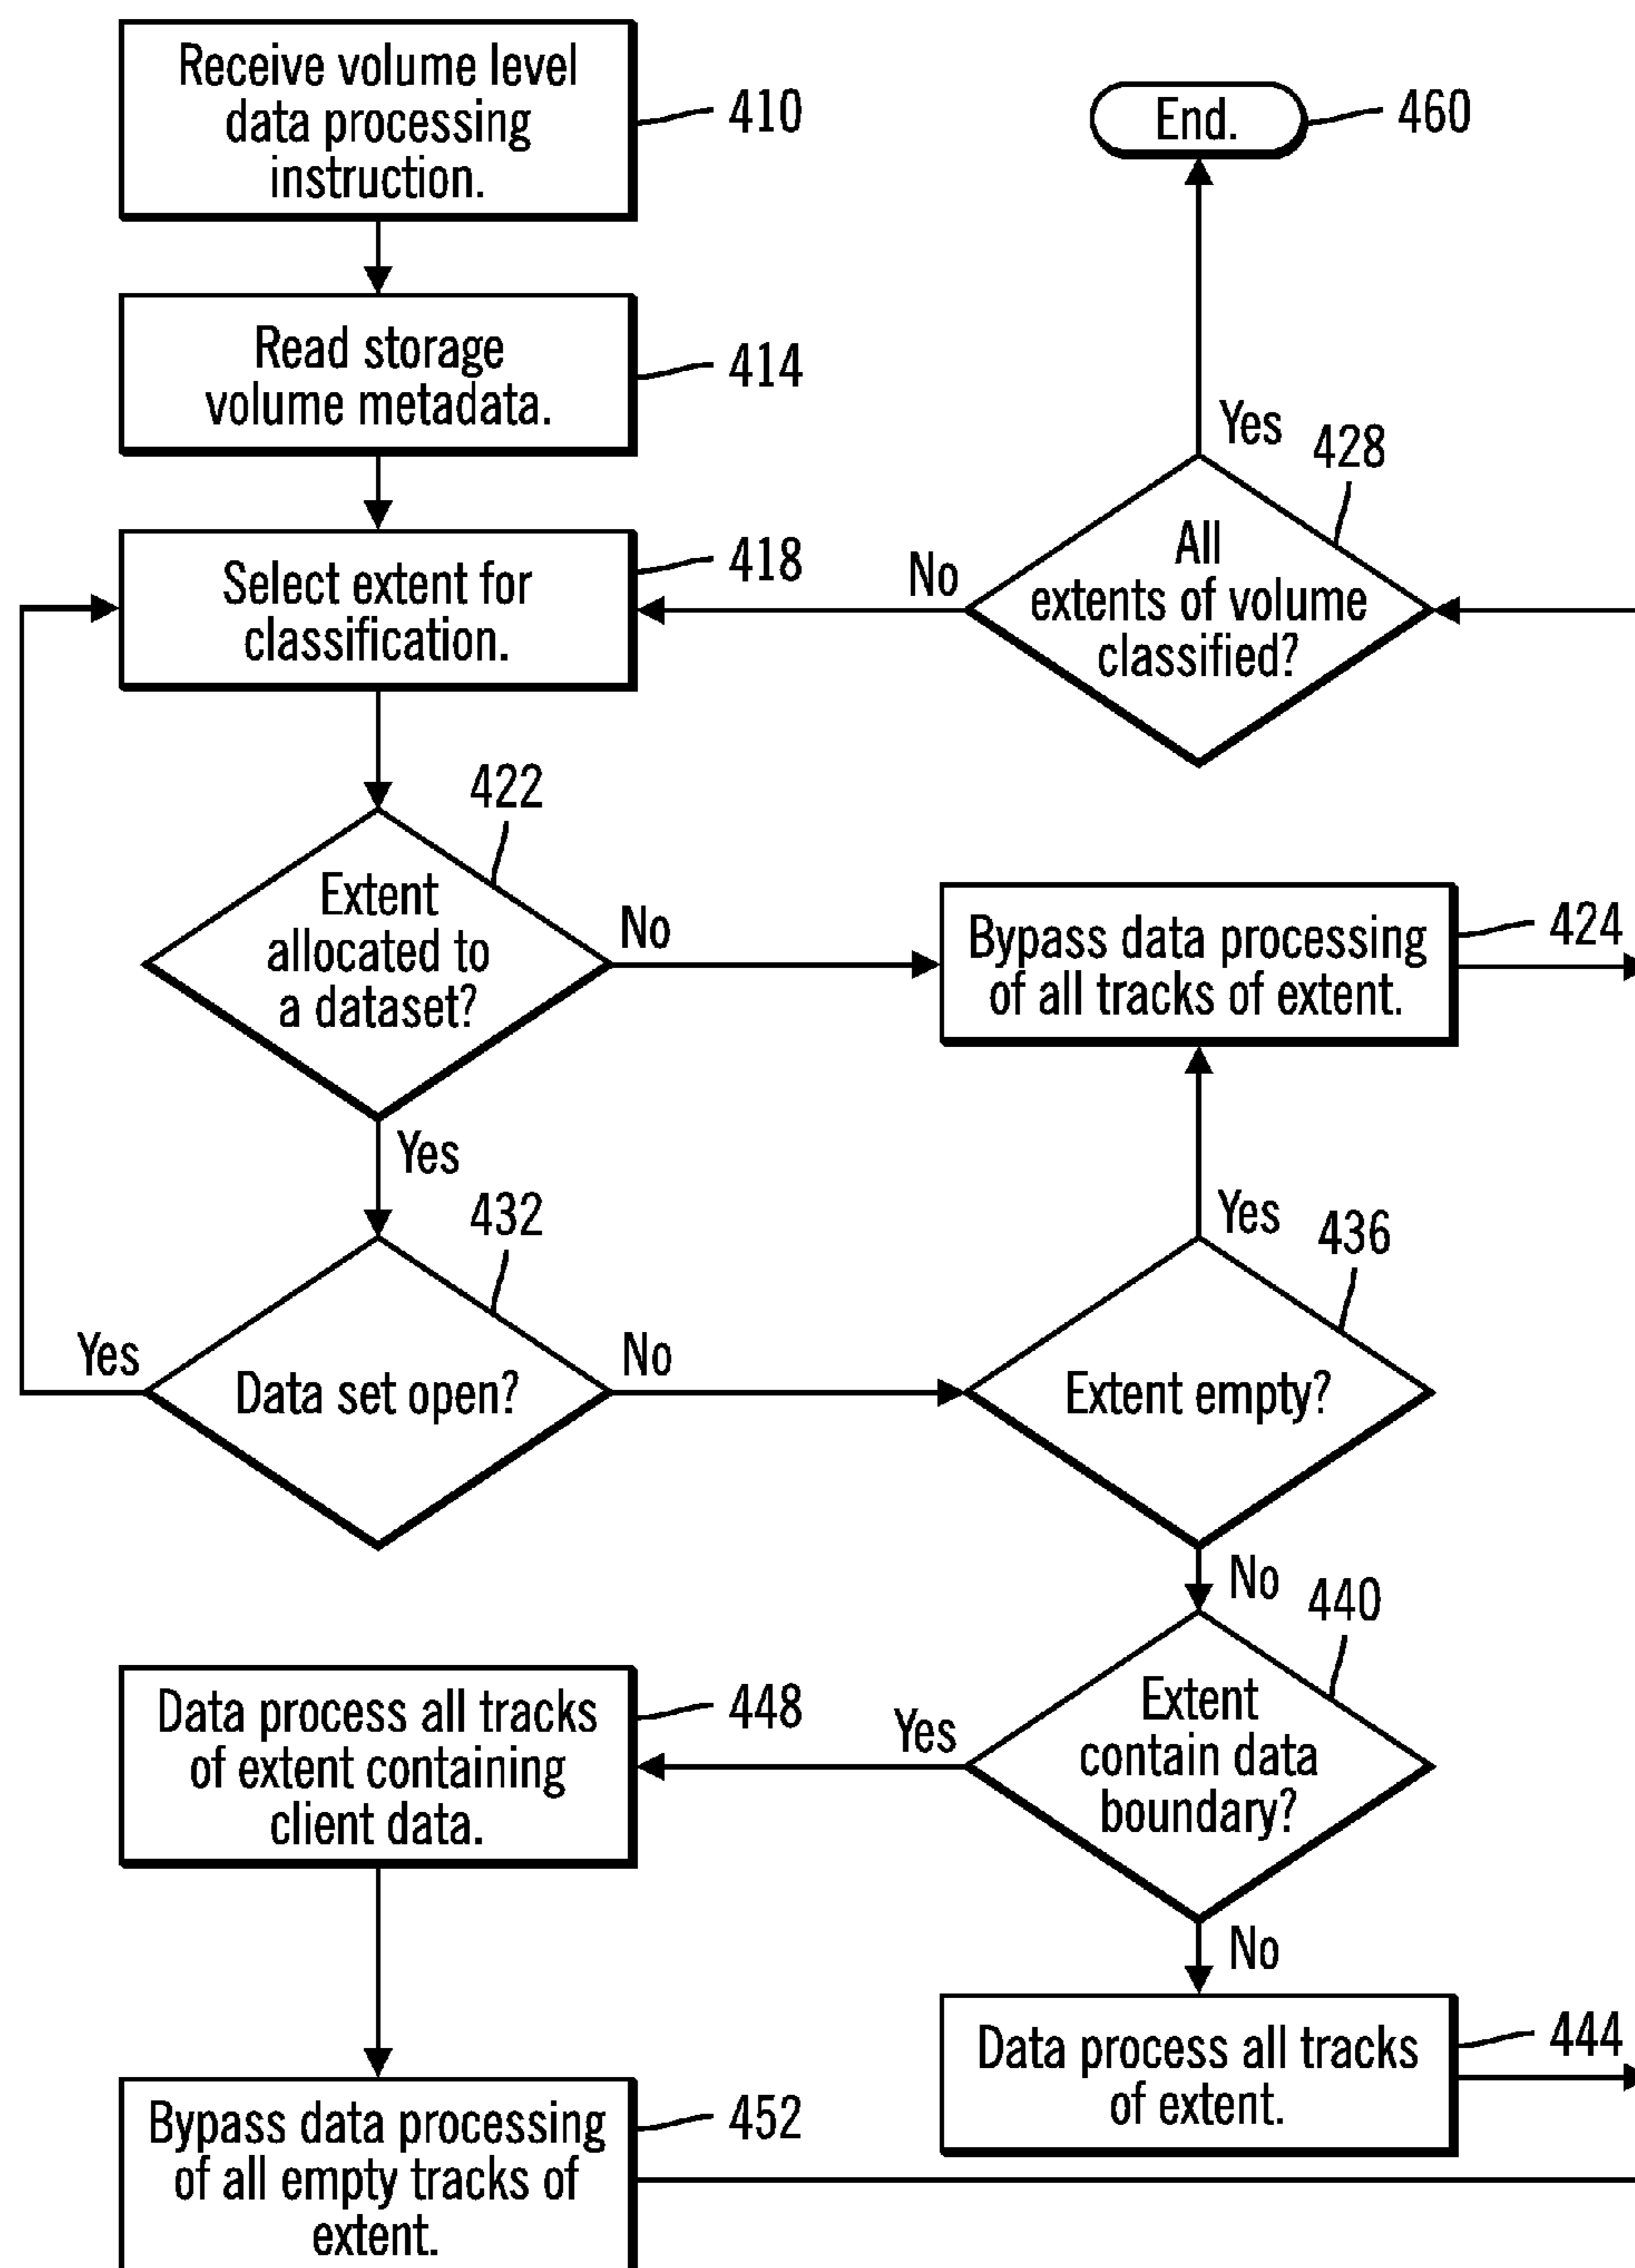 Receive volume level
data processing
instruction.
410
End.
460
Read storage
volume metadata.
414
Yes
428
Select extent for
classification.
418
No
All
extents of volume
classified?
422
Extent
allocated to
a dataset?
No
Bypass data processing
of all tracks of extent.
424
Yes
432
Yes
436
Yes
Data set open?
No
Extent empty?
No
440
Data process all tracks
of extent containing
client data.
448
Yes
Extent
contain data
boundary?
No
Data process all tracks
of extent.
444
Bypass data processing
of all empty tracks of
extent.
452